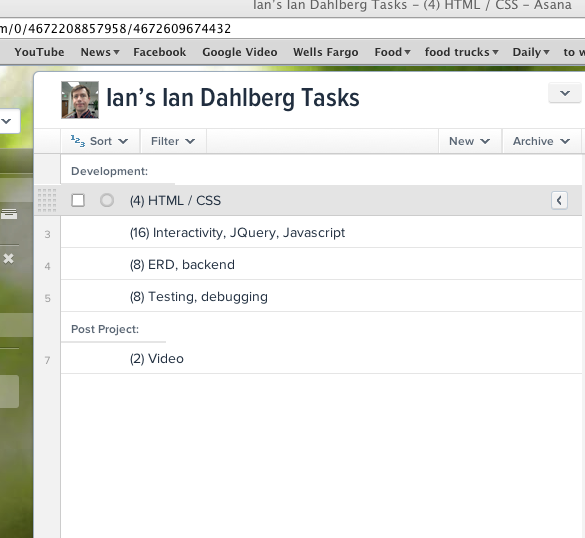 Ian's Ian Dahlberg Tasks – (4) HTML / CSS – Asana
m/0/4672208857958/4672609674432
YouTube News Facebook Google Video Wells Fargo Food food trucks Daily to w
Ian's Ian Dahlberg Tasks
123 Sort Filter New Archive
Development:
(4) HTML / CSS
3 (16) Interactivity, JQuery, Javascript
4 (8) ERD, backend
5 (8) Testing, debugging
Post Project:
7 (2) Video